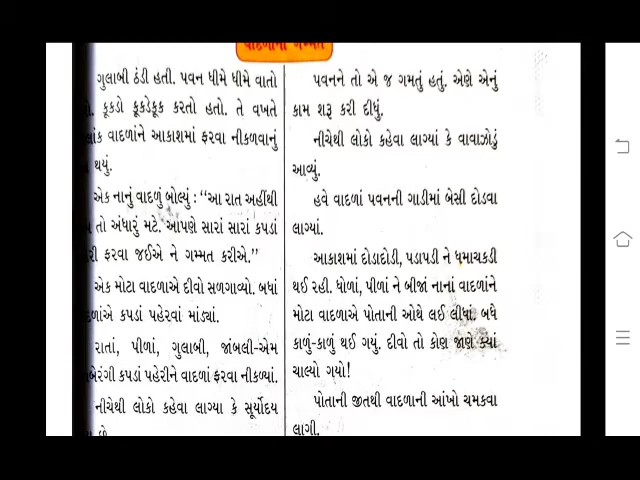 ગુલાબી ઠંડી હતી. પવન ધીમે ધીમે વાતો
કૂકડો કૂકડેકૂક કરતો હતો. તે વખતે
વાદળાંને આકાશમાં ફરવા નીકળવાનું
થયું.
એક નાનું વાદળું બોલ્યું : “આ રાત અહીંથી
તો અંધારું મટે. આપણે સારાં સારાં કપડાં
ફરવા જઈએ ને ગમ્મત કરીએ.”
એક મોટા વાદળાએ દીવો સળગાવ્યો. બધાં
કપડાં પહેરવાં માંડ્યાં.
રાતાં, પીળાં, ગુલાબી, જાંબલી-એમ
કપડાં પહેરીને વાદળાં ફરવા નીકળ્યાં.
નીચેથી લોકો કહેવા લાગ્યા કે સૂર્યોદય
પવનને તો એ જ ગમતું હતું. એણે એનું
કામ શરૂ કરી દીધું.
નીચેથી લોકો કહેવા લાગ્યાં કે વાવાઝોડું
આવ્યું.
હવે વાદળાં પવનની ગાડીમાં બેસી દોડવા
લાગ્યાં.
આકાશમાં દોડાદોડી, પડાપડી ને ધમાચકડી
થઈ રહી. ધોળાં, પીળાં ને બીજાં નાનાં વાદળાંને
મોટા વાદળાએ પોતાની ઓથે લઈ લીધાં. બધે
કાળું-કાળું થઈ ગયું. દીવો તો કોણ જાણે ક્યાં
ચાલ્યો ગયો!
પોતાની જીતથી વાદળાની આંખો ચમકવા
લાગી.